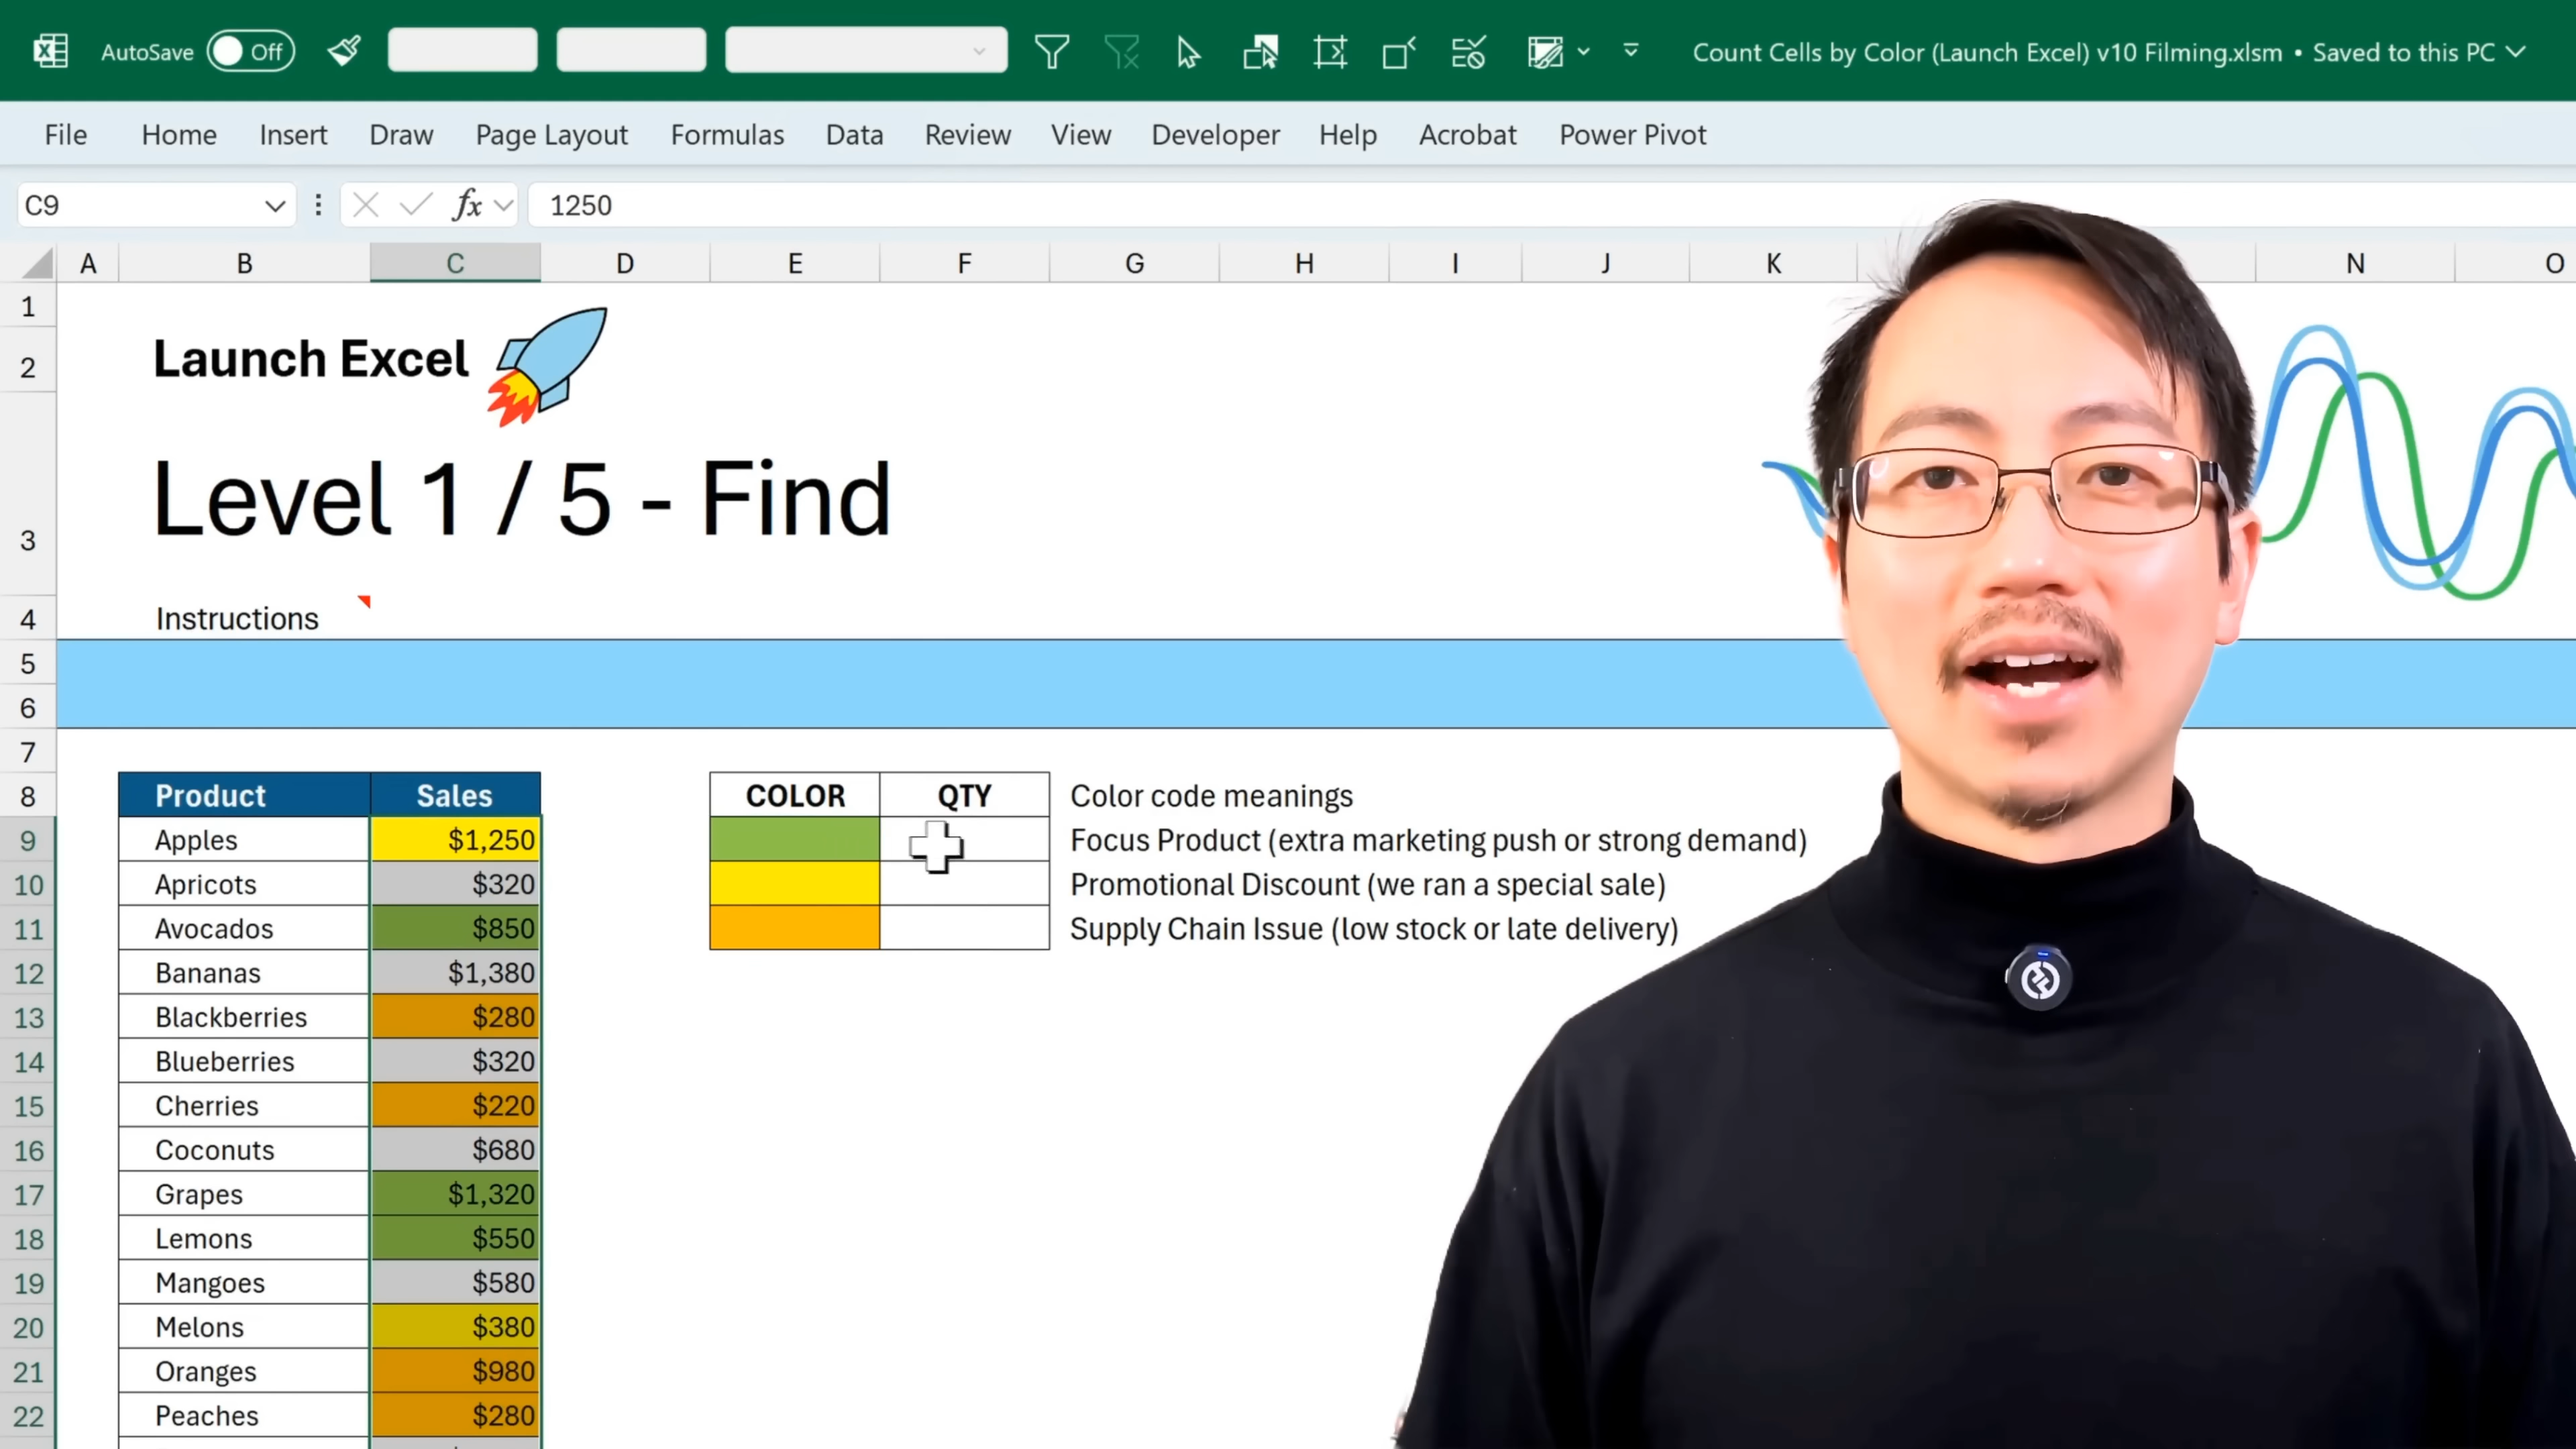 AutoSave Off
Count Cells by Color (Launch Excel) v10 Filming.xlsm • Saved to this PC
File Home Insert Draw Page Layout Formulas Data Review View Developer Help Acrobat Power Pivot
C9 fx 1250
A B C D E F G H I J K N O
1
2 Launch Excel
3 Level 1 / 5 - Find
4 Instructions
5
6
7
8 Product Sales COLOR QTY Color code meanings
9 Apples $1,250 Focus Product (extra marketing push or strong demand)
10 Apricots $320 Promotional Discount (we ran a special sale)
11 Avocados $850 Supply Chain Issue (low stock or late delivery)
12 Bananas $1,380
13 Blackberries $280
14 Blueberries $320
15 Cherries $220
16 Coconuts $680
17 Grapes $1,320
18 Lemons $550
19 Mangoes $580
20 Melons $380
21 Oranges $980
22 Peaches $280